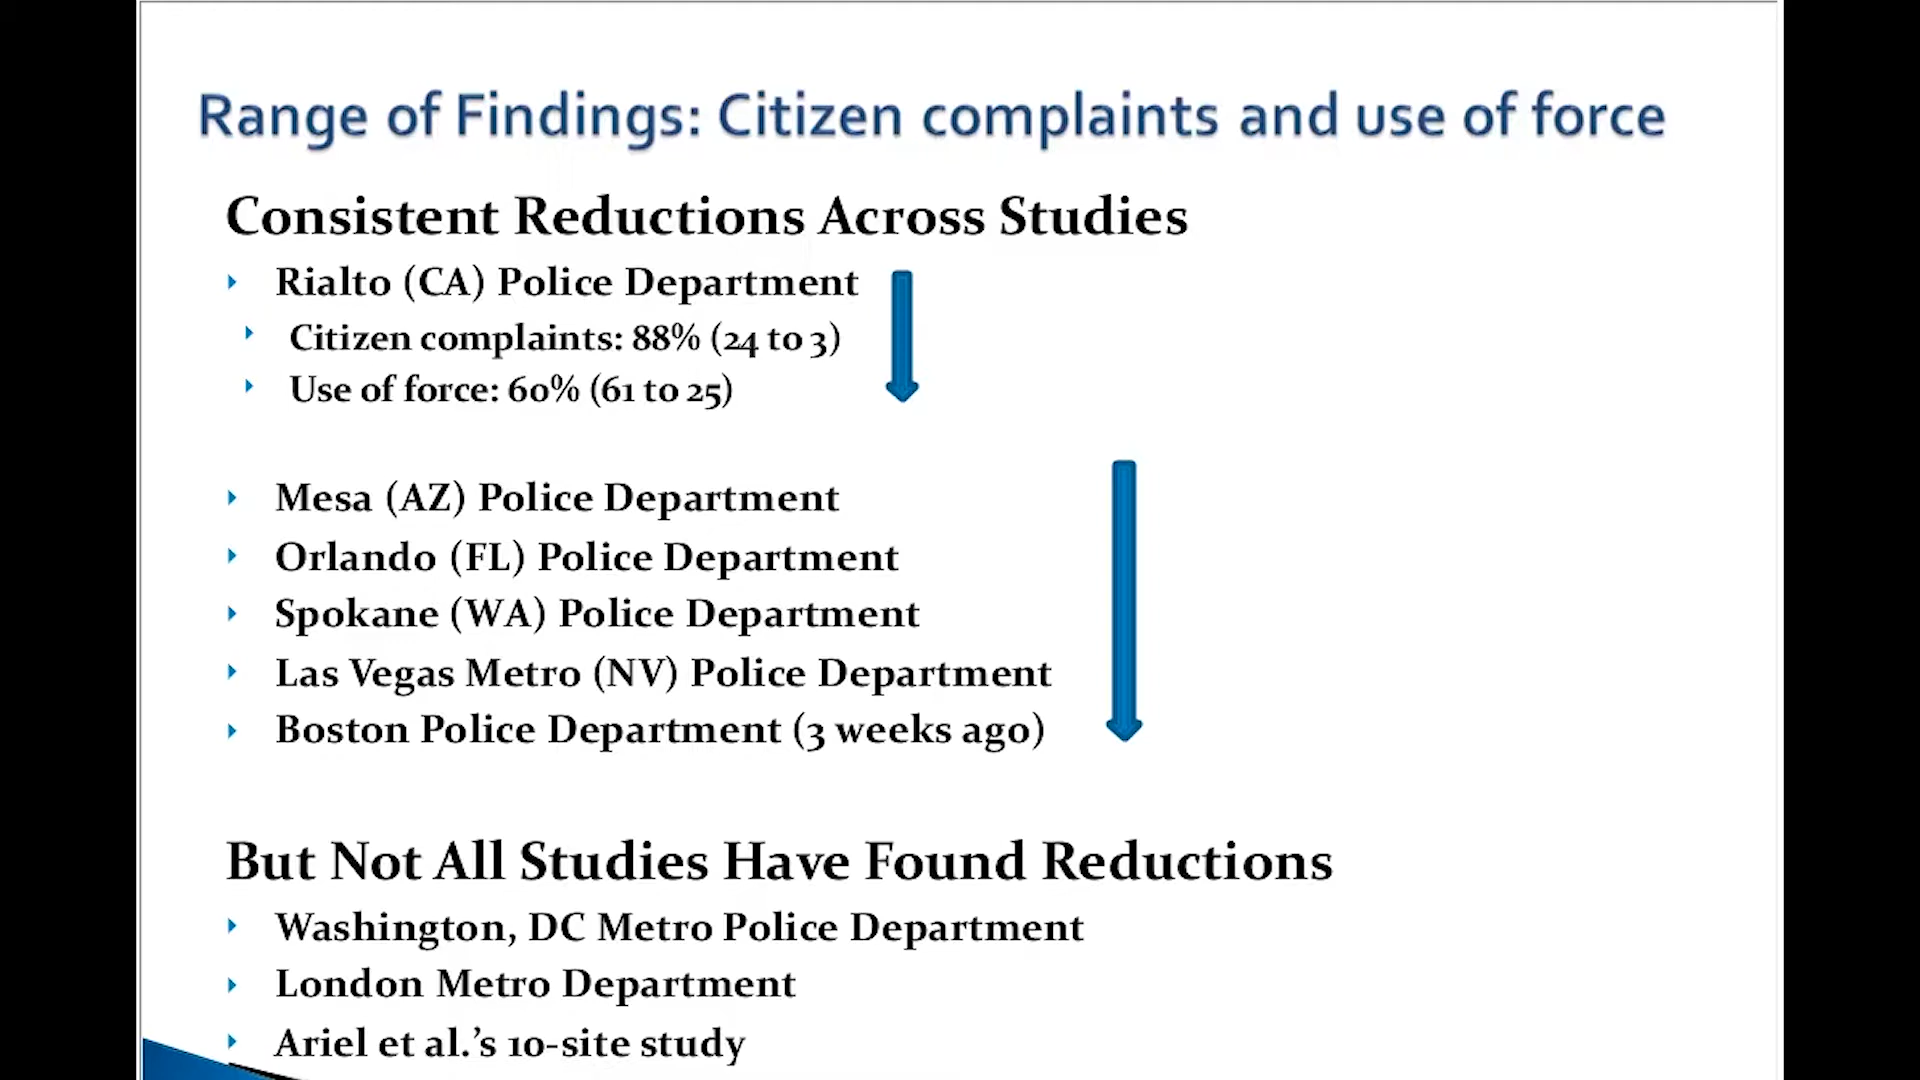 Range of Findings: Citizen complaints and use of force
Consistent Reductions Across Studies
Rialto (CA) Police Department
Citizen complaints: 88% (24 to 3)
Use of force: 60% (61 to 25)
Mesa (AZ) Police Department
Orlando (FL) Police Department
Spokane (WA) Police Department
Las Vegas Metro (NV) Police Department
Boston Police Department (3 weeks ago)
But Not All Studies Have Found Reductions
Washington, DC Metro Police Department
London Metro Department
Ariel et al.’s 10-site study